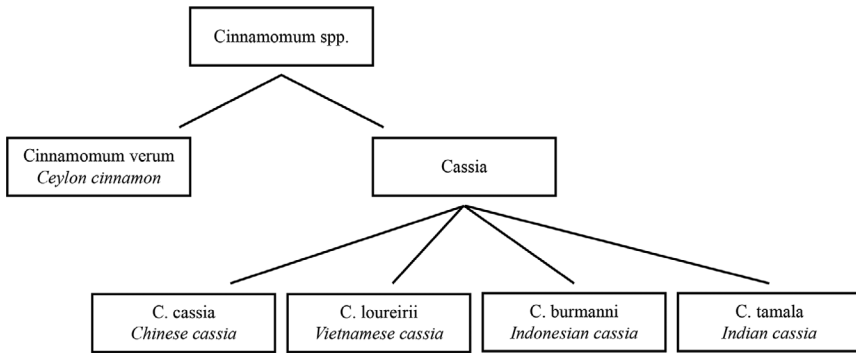 Cinnamomum spp.
Cinnamomum verum
Ceylon cinnamon
Cassia
C. cassia
Chinese cassia
C. loureirii
Vietnamese cassia
C. burmanni
Indonesian cassia
C. tamala
Indian cassia